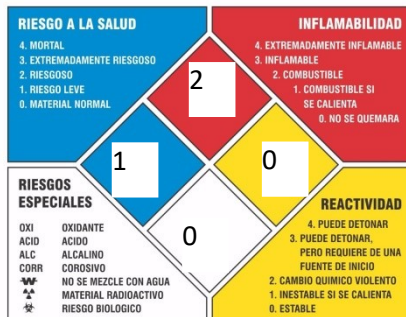 RIESGO A LA SALUD
4. MORTAL
3. EXTREMADAMENTE RIESGOSO
2. RIESGOSO
1. RIESGO LEVE
0. MATERIAL NORMAL
INFLAMABILIDAD
4. EXTREMADAMENTE INFLAMABLE
3. INFLAMABLE
2. COMBUSTIBLE
1. COMBUSTIBLE SI
SE CALIENTA
0. NO SE QUEMARA
2
1
0
0
RIESGOS
ESPECIALES
OXI OXIDANTE
ACID ACIDO
ALC ALCALINO
CORR COROSIVO
W NO SE MEZCLE CON AGUA
MATERIAL RADIOACTIVO
RIESGO BIOLOGICO
REACTIVIDAD
4. PUEDE DETONAR
3. PUEDE DETONAR,
PERO REQUIERE DE UNA
FUENTE DE INICIO
2. CAMBIO QUIMICO VIOLENTO
1. INESTABLE SI SE CALIENTA
0. ESTABLE